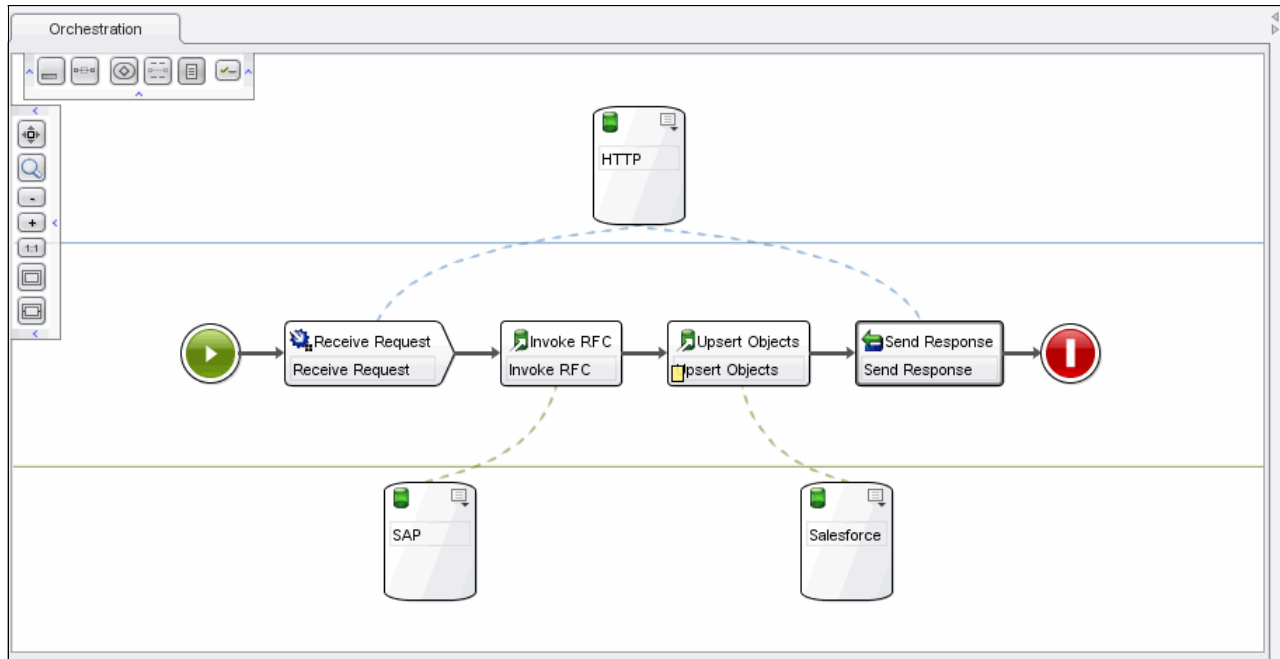 Orchestration
HTTP
-
+
1:1
Receive Request
Receive Request
Invoke RFC
Invoke RFC
Upsert Objects
Upsert Objects
Send Response
Send Response
SAP
Salesforce